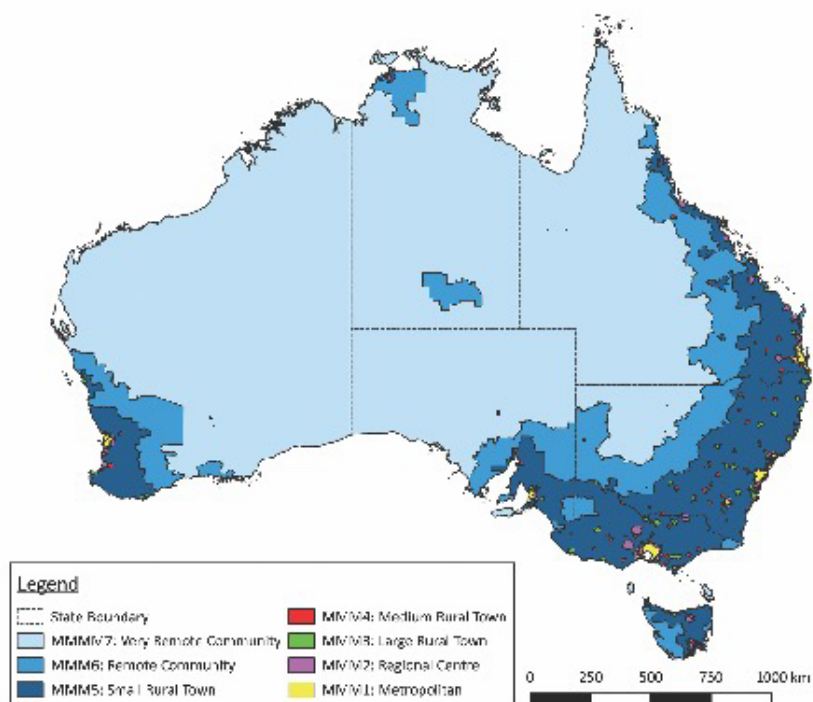 Legend
State Boundary
MMM7: Very Remote Community
MMM6: Remote Community
MMM5: Small Rural Town
MMM4: Medium Rural Town
MMM3: Large Rural Town
MMM2: Regional Centre
MMM1: Metropolitan
0 250 500 750 1000 km